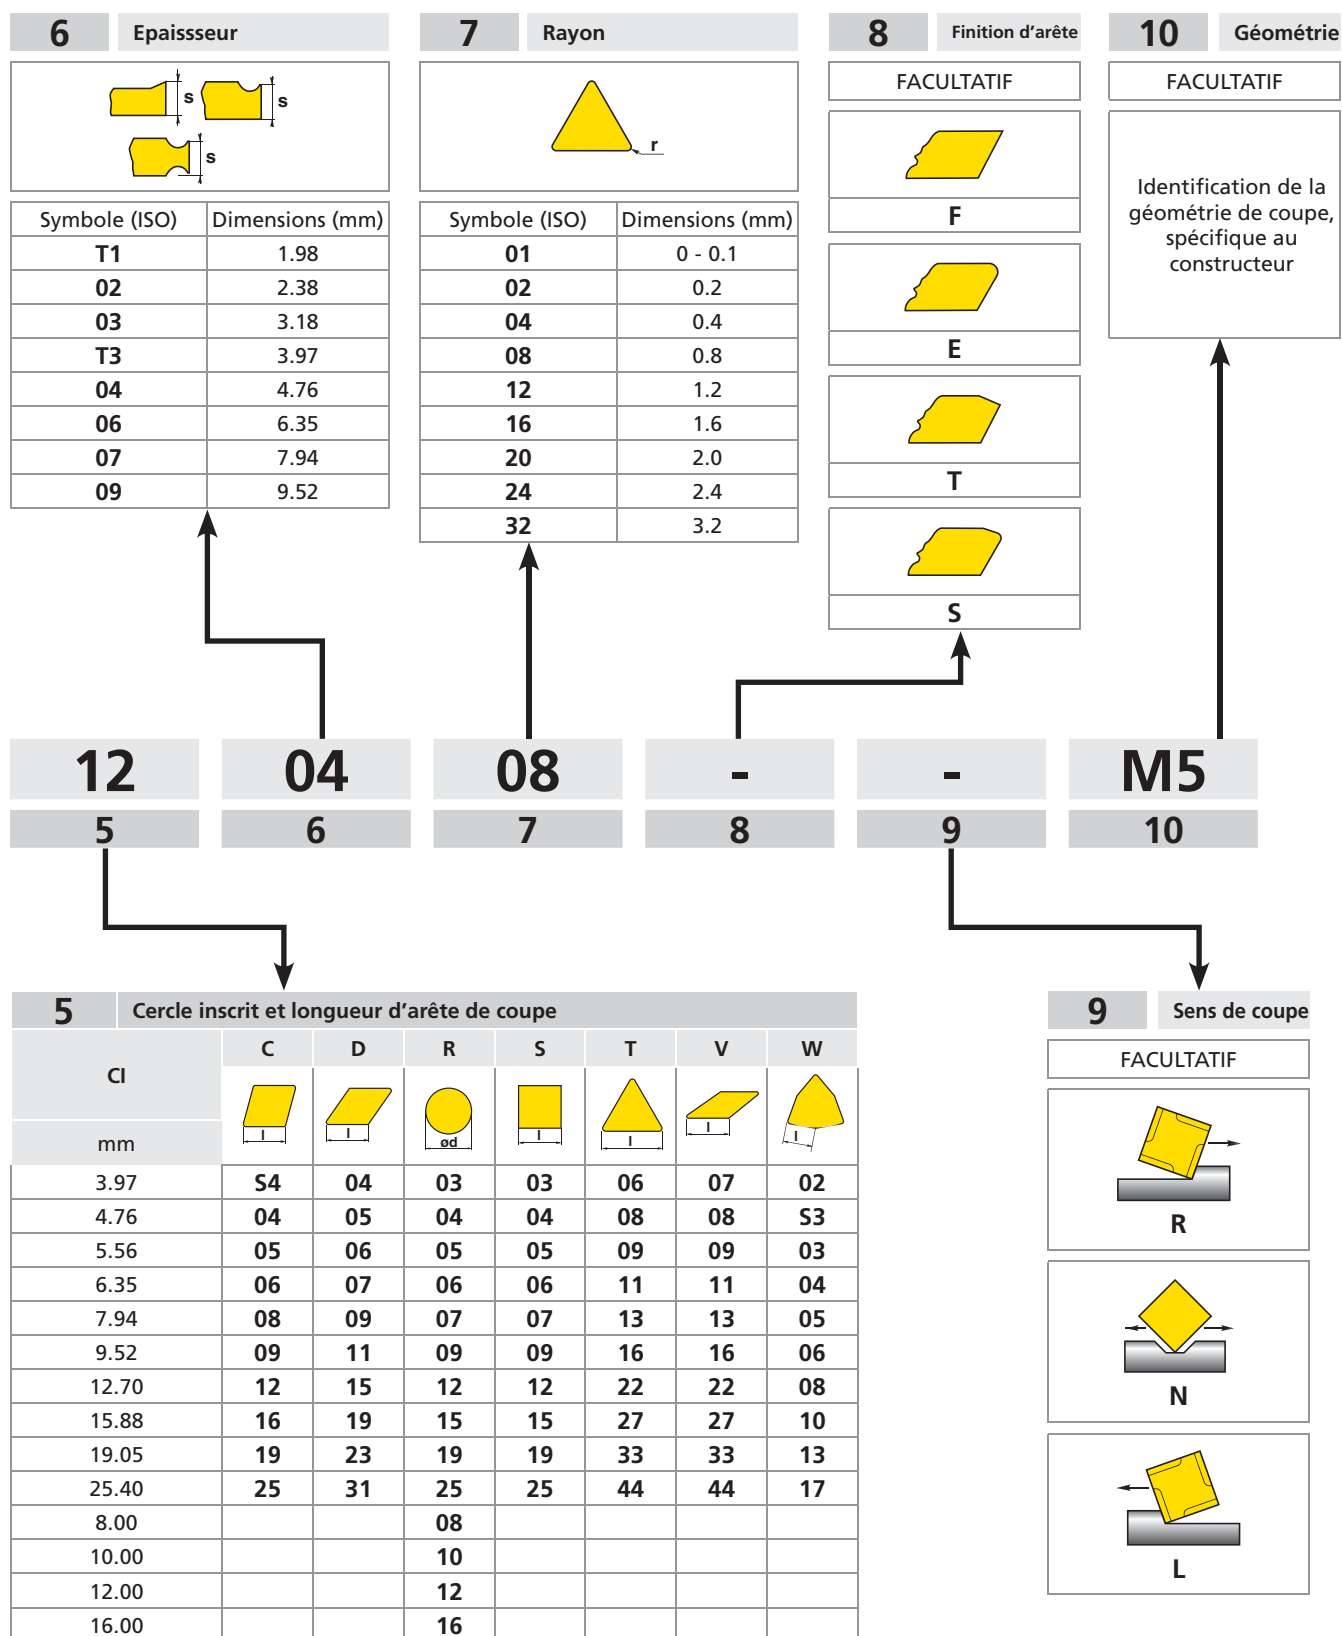 6 Epaissseur
s s
s
Symbole (ISO) Dimensions (mm)
T1 1.98
02 2.38
03 3.18
T3 3.97
04 4.76
06 6.35
07 7.94
09 9.52
7 Rayon
r
Symbole (ISO) Dimensions (mm)
01 0 - 0.1
02 0.2
04 0.4
08 0.8
12 1.2
16 1.6
20 2.0
24 2.4
32 3.2
8 Finition d’arête
FACULTATIF
F
E
T
S
10 Géométrie
FACULTATIF
Identification de la
géométrie de coupe,
spécifique au
constructeur
12 04 08 - - M5
5 6 7 8 9 10
5 Cercle inscrit et longueur d’arête de coupe
CI C D R S T V W
l l ød l l l l
mm
3.97 S4 04 03 03 06 07 02
4.76 04 05 04 04 08 08 S3
5.56 05 06 05 05 09 09 03
6.35 06 07 06 06 11 11 04
7.94 08 09 07 07 13 13 05
9.52 09 11 09 09 16 16 06
12.70 12 15 12 12 22 22 08
15.88 16 19 15 15 27 27 10
19.05 19 23 19 19 33 33 13
25.40 25 31 25 25 44 44 17
8.00 08
10.00 10
12.00 12
16.00 16
9 Sens de coupe
FACULTATIF
R
N
L